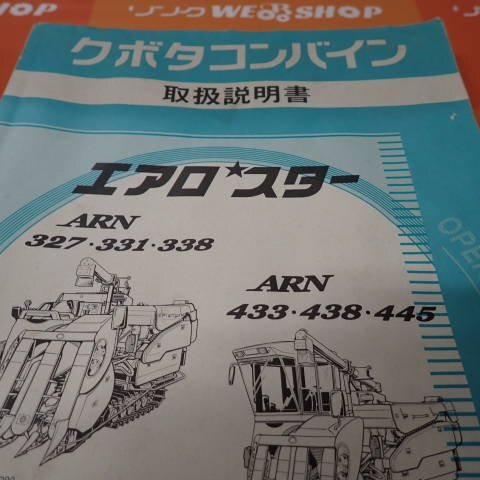 WEB SHOP
クボタコンバイン
取扱説明書
エアロ★スター
ARN
327・331・338
ARN
433・438・445
OPE